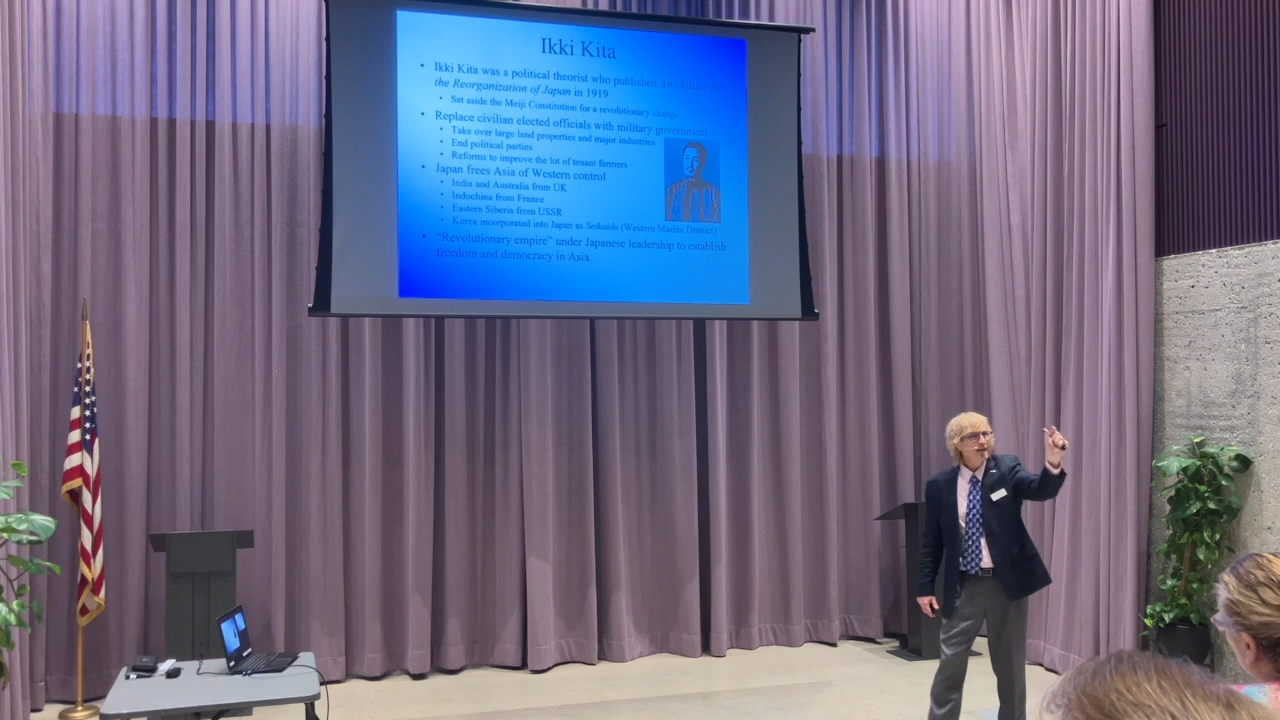 Ikki Kita
• Ikki Kita was a political theorist who published An Outline for
the Reorganization of Japan in 1919
• Set aside the Meiji Constitution for a revolutionary change
• Replace civilian elected officials with military government
• Take over large land properties and major industries
• End political parties
• Reforms to improve the lot of tenant farmers
• Japan frees Asia of Western control
• India and Australia from UK
• Indochina from France
• Eastern Siberia from USSR
• Korea incorporated into Japan as Seikaido (Western Marine District)
• “Revolutionary empire” under Japanese leadership to establish
freedom and democracy in Asia